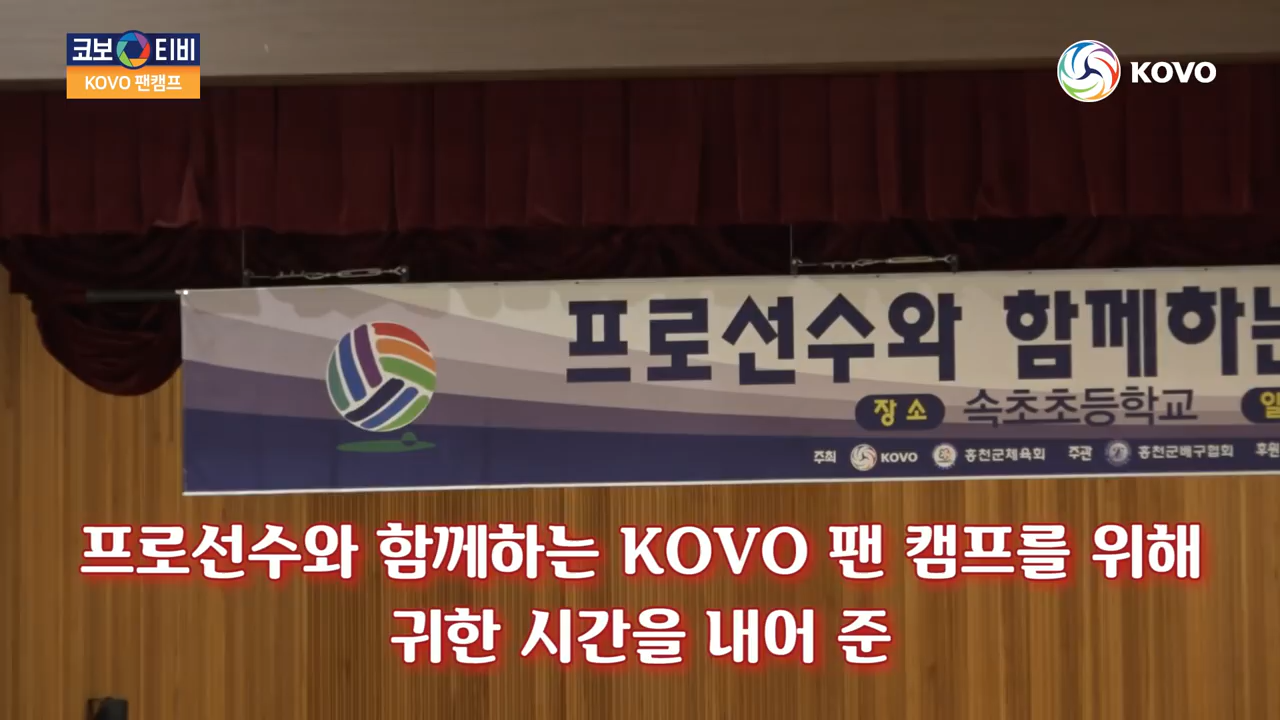 코보티비
KOVO 팬캠프
KOVO
프로선수와 함께하는
장소 속초초등학교 일
주최 KOVO 홍천군체육회 주관 홍천군배구협회 후원
프로선수와 함께하는 KOVO 팬 캠프를 위해
귀한 시간을 내어 준